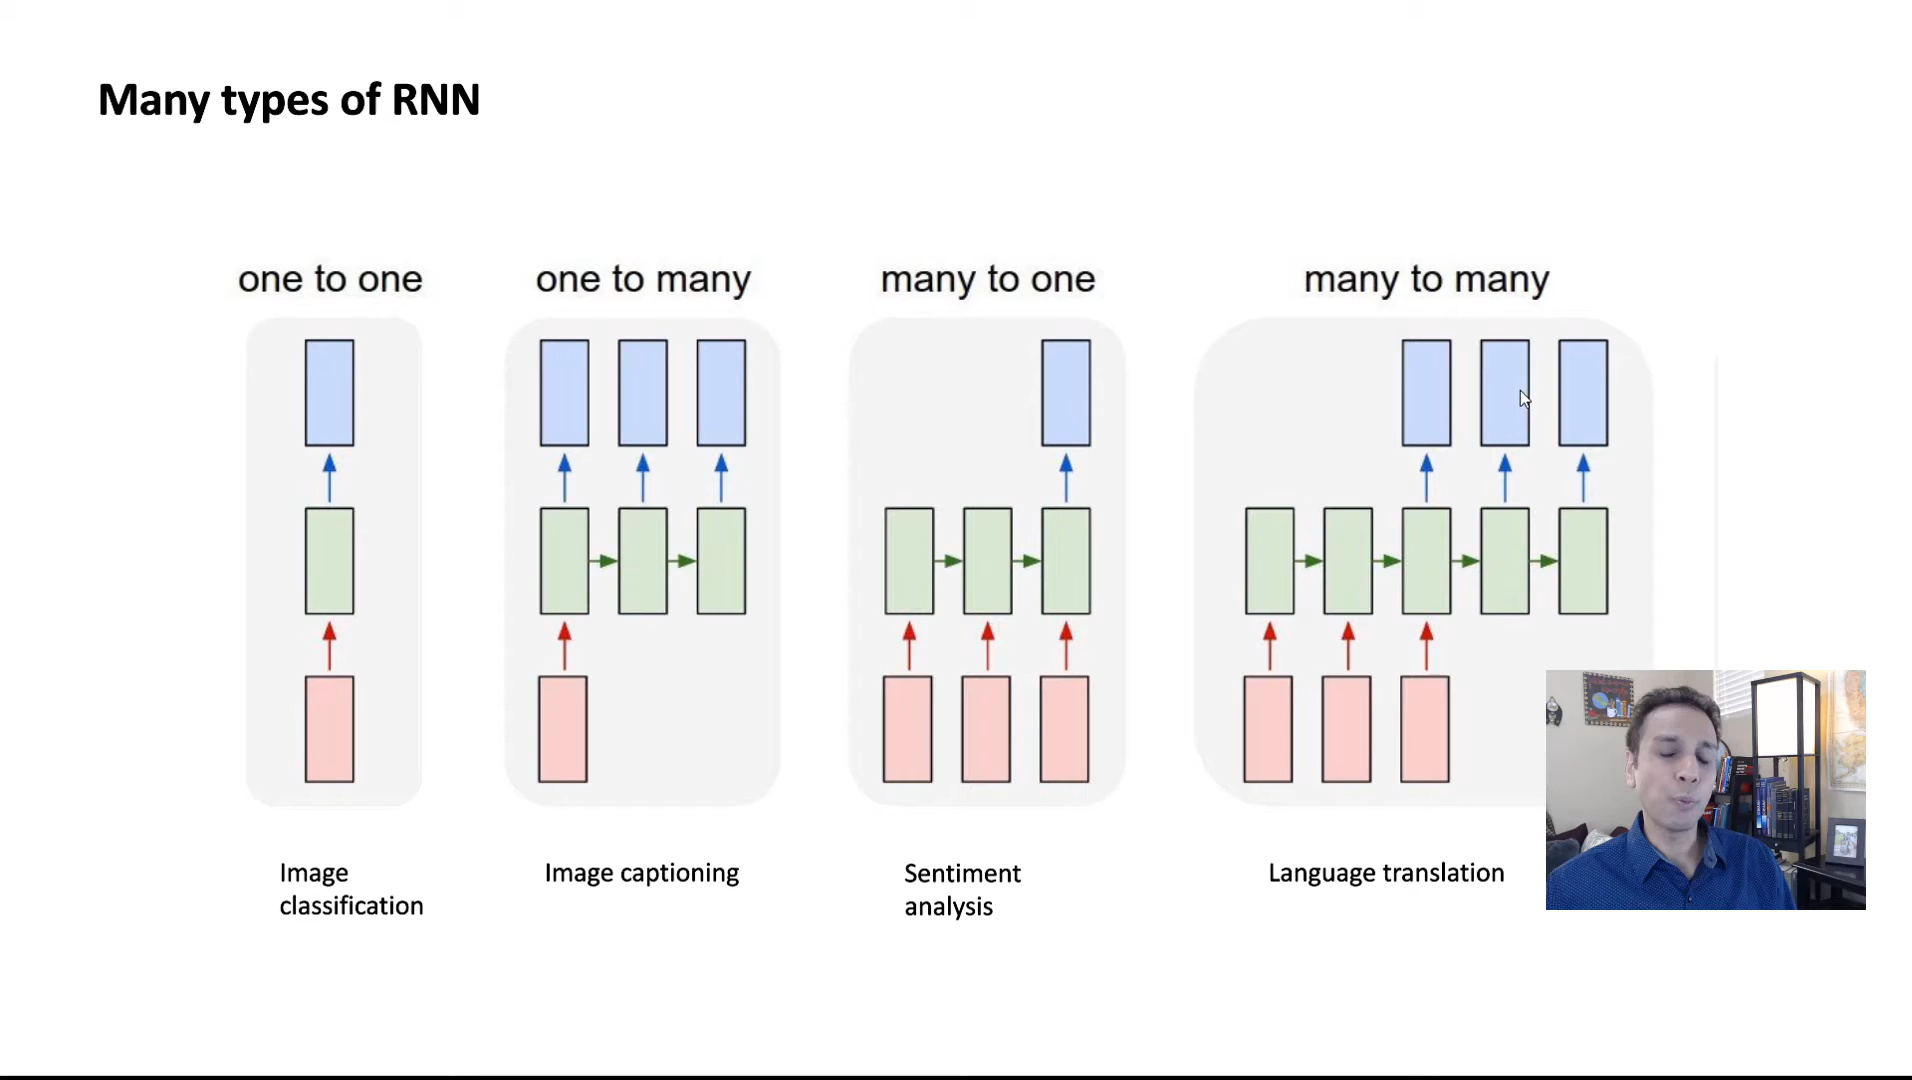 Many types of RNN
one to one
one to many
many to one
many to many
Image
classification
Image captioning
Sentiment
analysis
Language translation